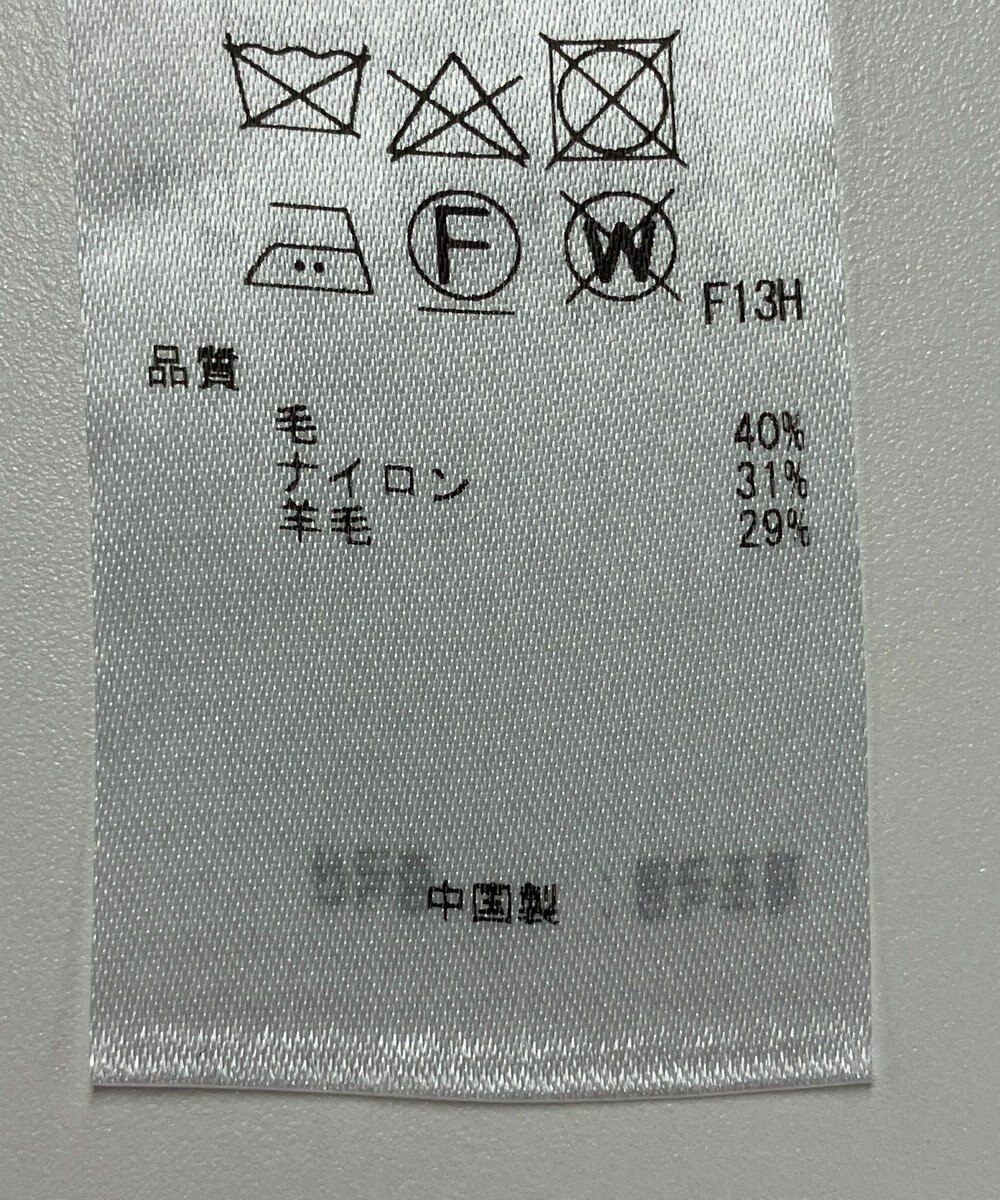 F W F13H
品質
毛 40%
ナイロン 31%
羊毛 29%
中国製